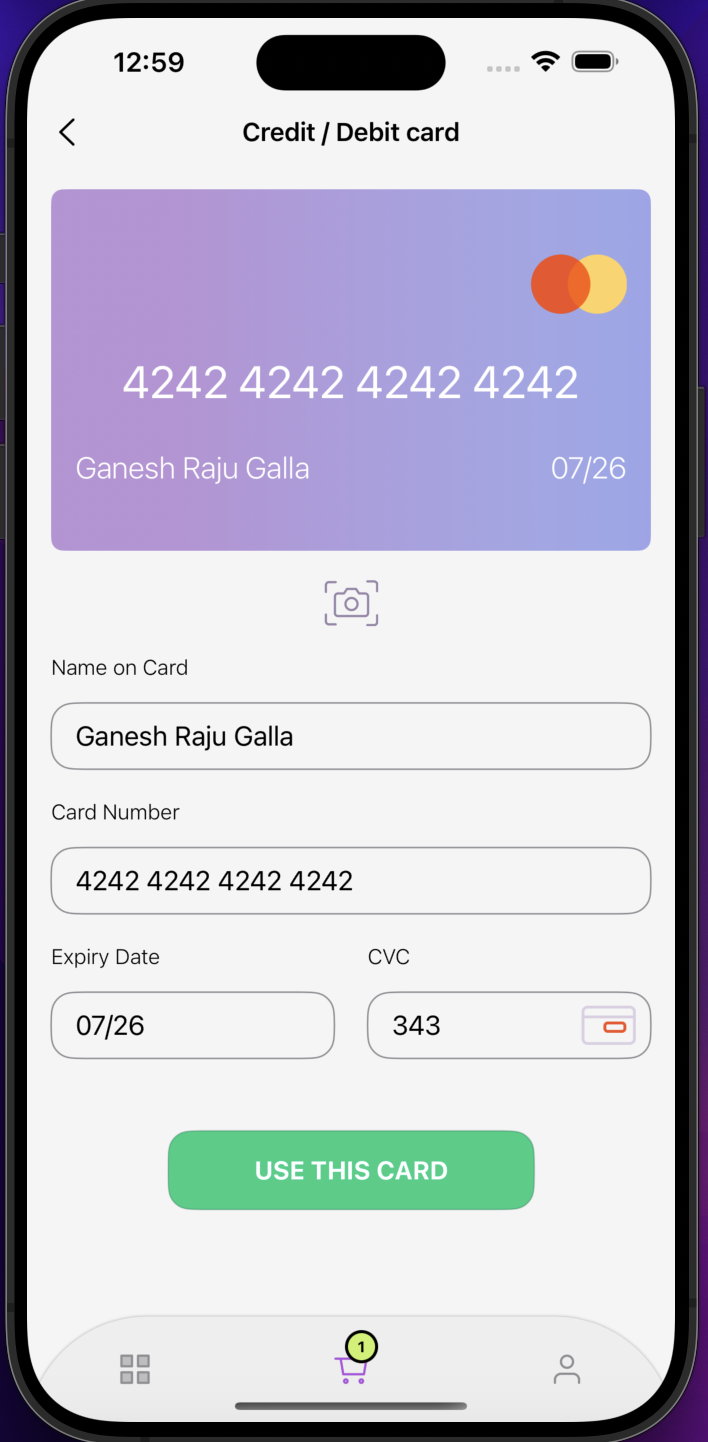 12:59
Credit / Debit card
4242 4242 4242 4242
Ganesh Raju Galla 07/26
Name on Card
Ganesh Raju Galla
Card Number
4242 4242 4242 4242
Expiry Date CVC
07/26 343
USE THIS CARD
1